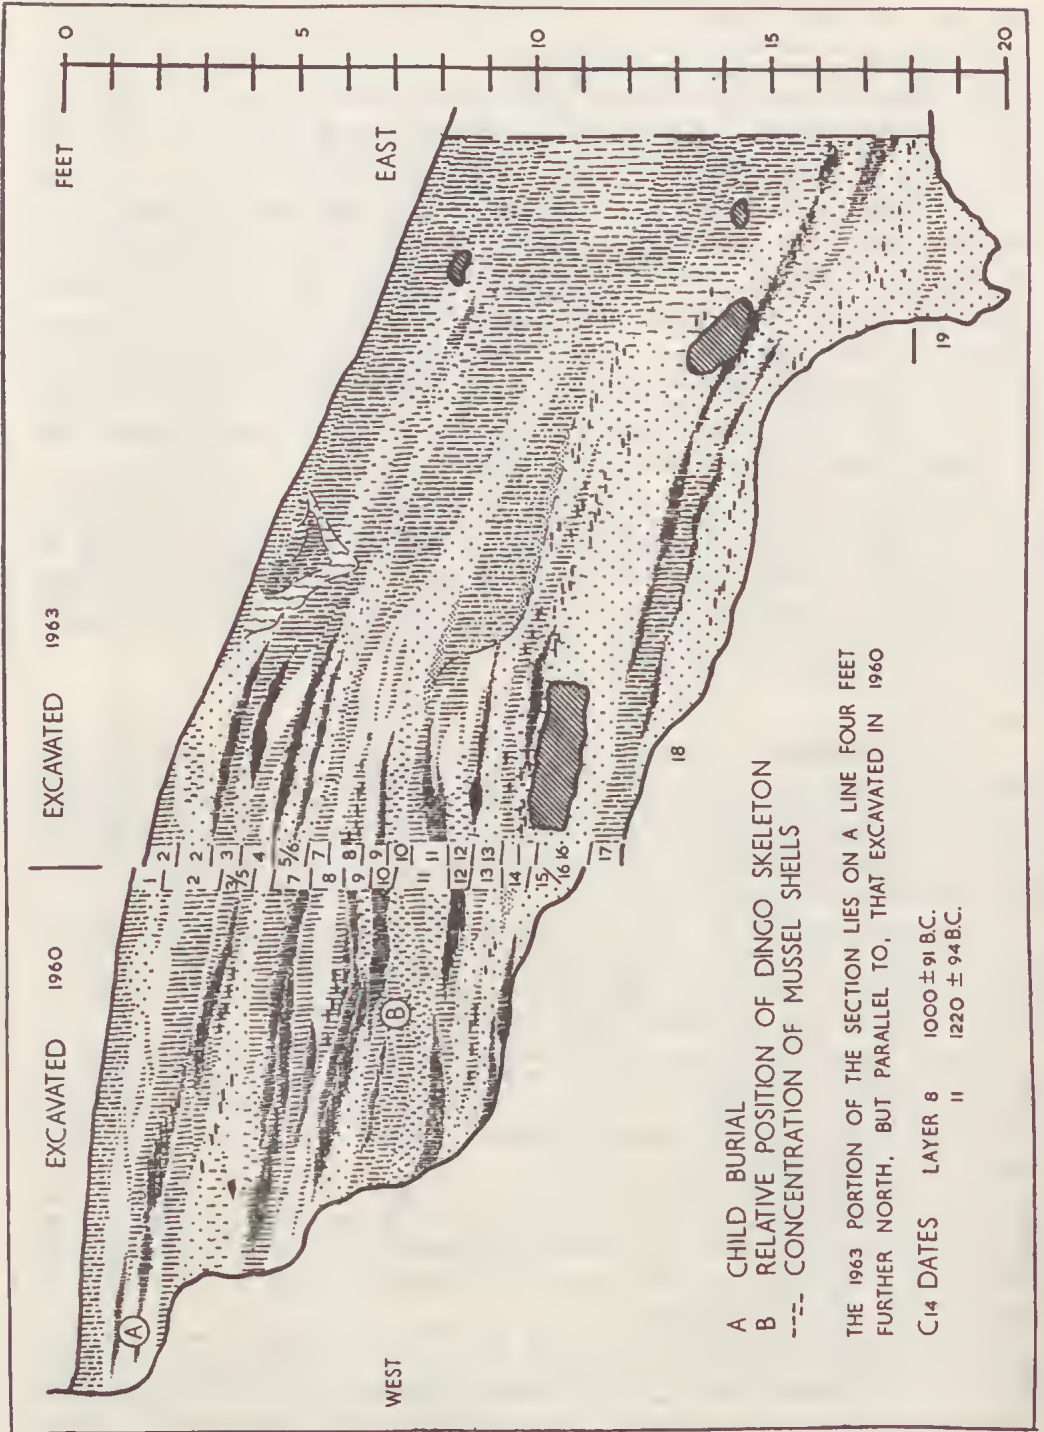 EXCAVATED 1960
EXCAVATED 1963
FEET
0
5
10
15
20
WEST
EAST
A
B
1
2
3/5
7
8
9
10
11
12
13
14
15/16
2
2
3
4
5/6
7
8
9
10
11
12
13
16
17
18
19
A CHILD BURIAL
B RELATIVE POSITION OF DINGO SKELETON
CONCENTRATION OF MUSSEL SHELLS
THE 1963 PORTION OF THE SECTION LIES ON A LINE FOUR FEET
FURTHER NORTH. BUT PARALLEL TO, THAT EXCAVATED IN 1960
C14 DATES LAYER 8 1000 ± 91 B.C.
11 1220 ± 94 B.C.